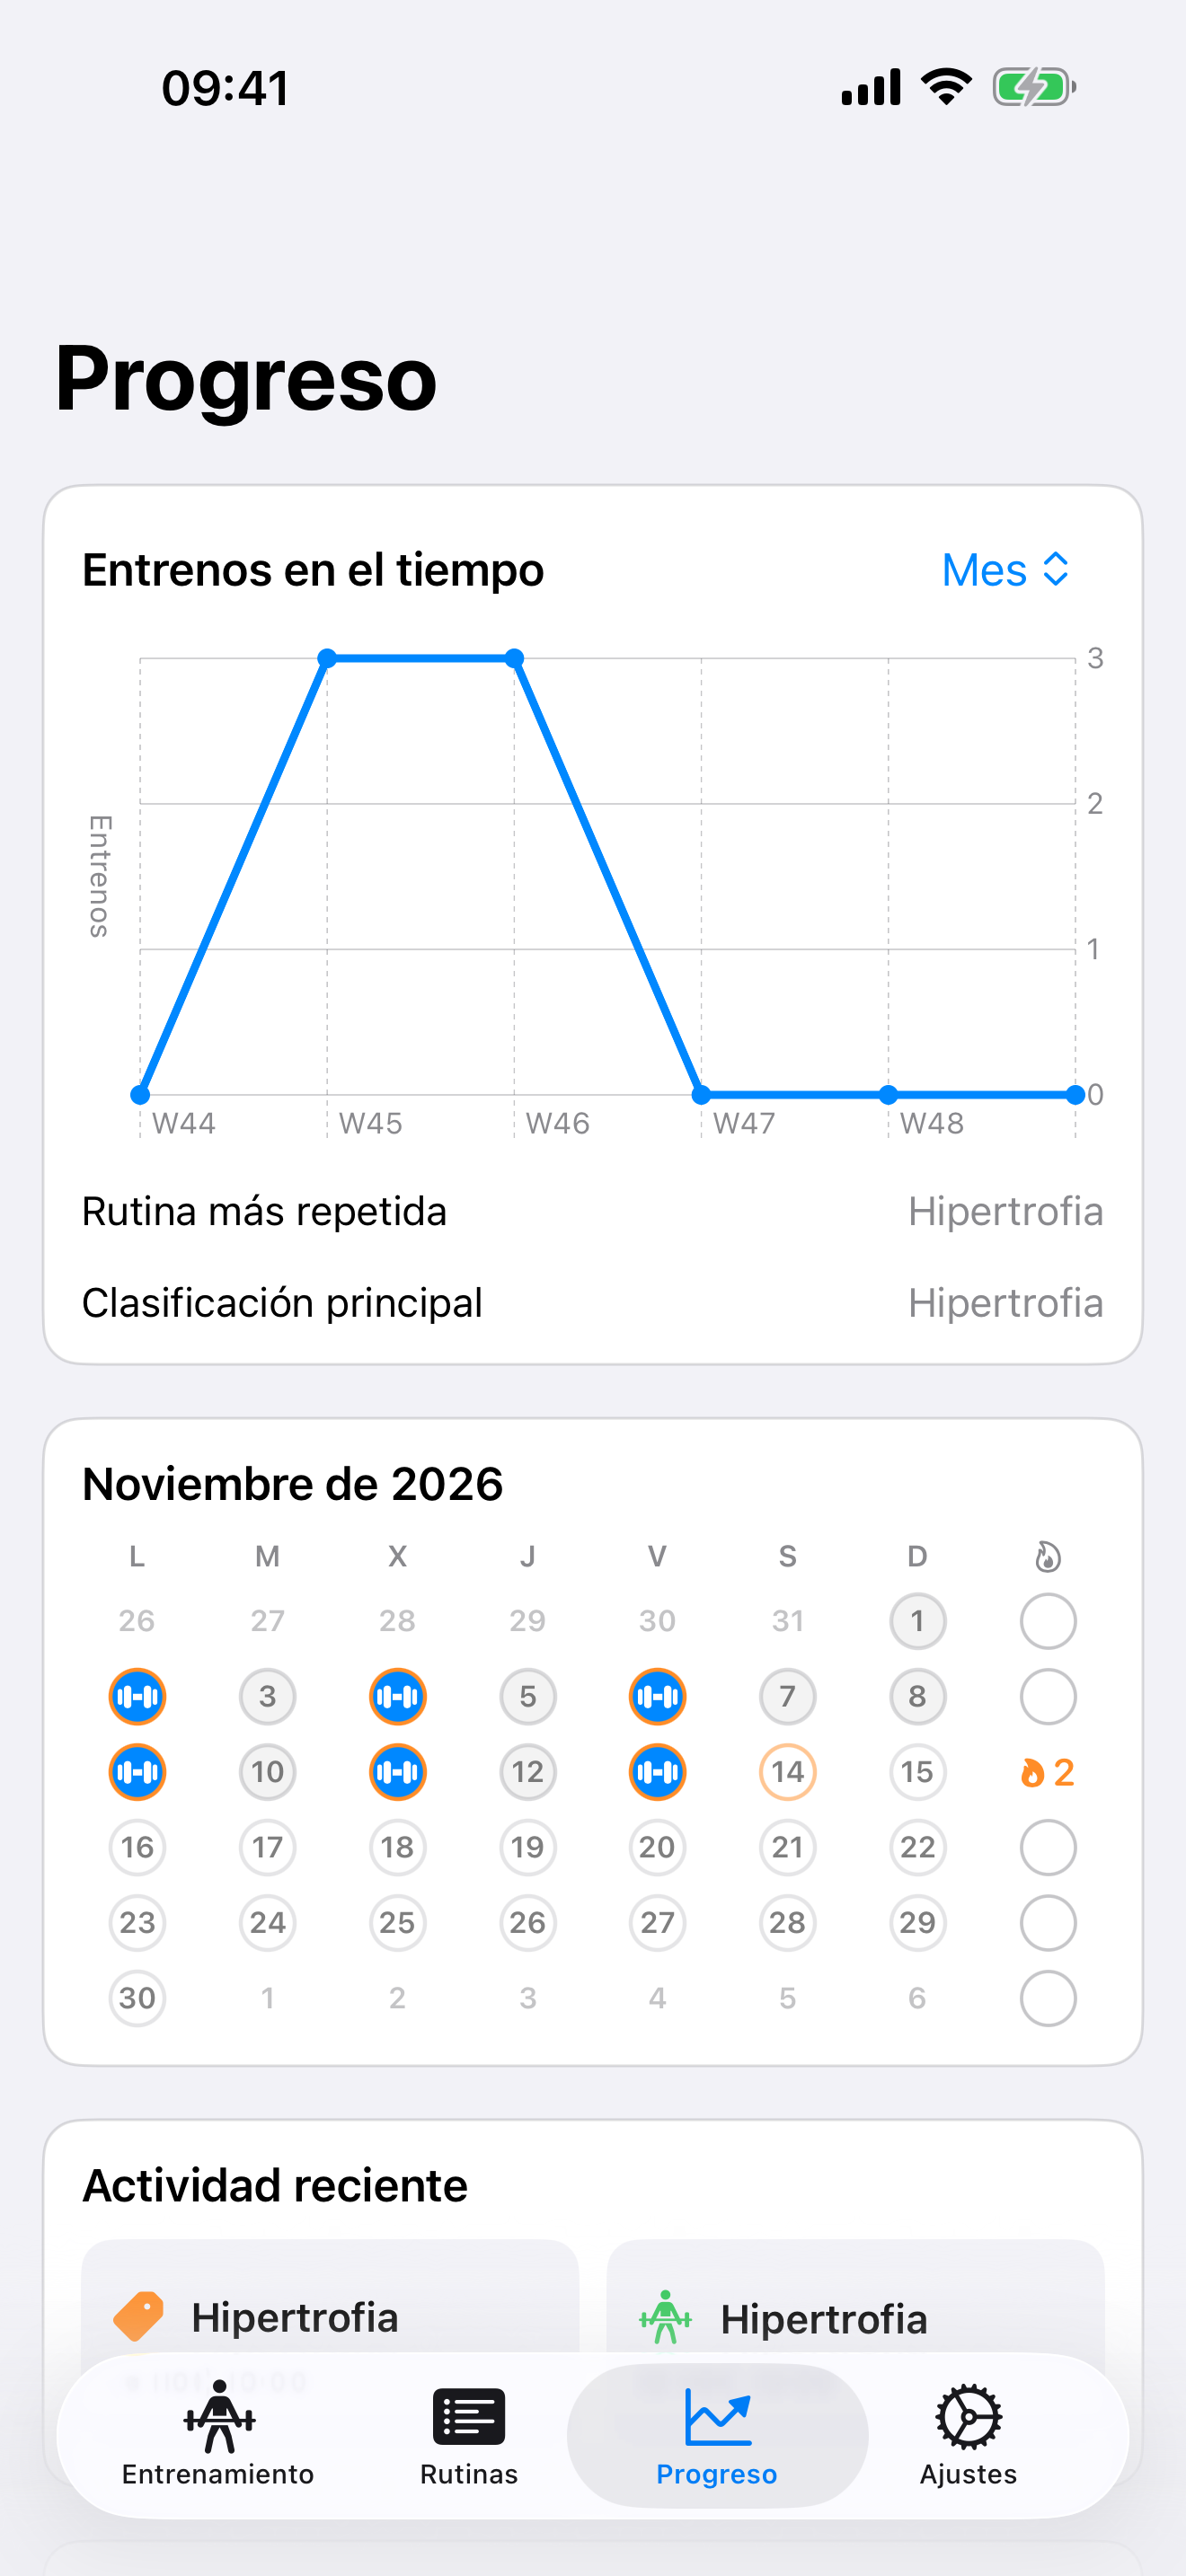 09:41
Progreso
Entrenos en el tiempo
Mes
3
2
Entrenos
1
0
W44 W45 W46 W47 W48
Rutina más repetida Hipertrofia
Clasificación principal Hipertrofia
Noviembre de 2026
L M X J V S D
26 27 28 29 30 31 1
3 5 7 8
10 12 14 15 2
16 17 18 19 20 21 22
23 24 25 26 27 28 29
30 1 2 3 4 5 6
Actividad reciente
Hipertrofia Hipertrofia
Entrenamiento Rutinas Progreso Ajustes